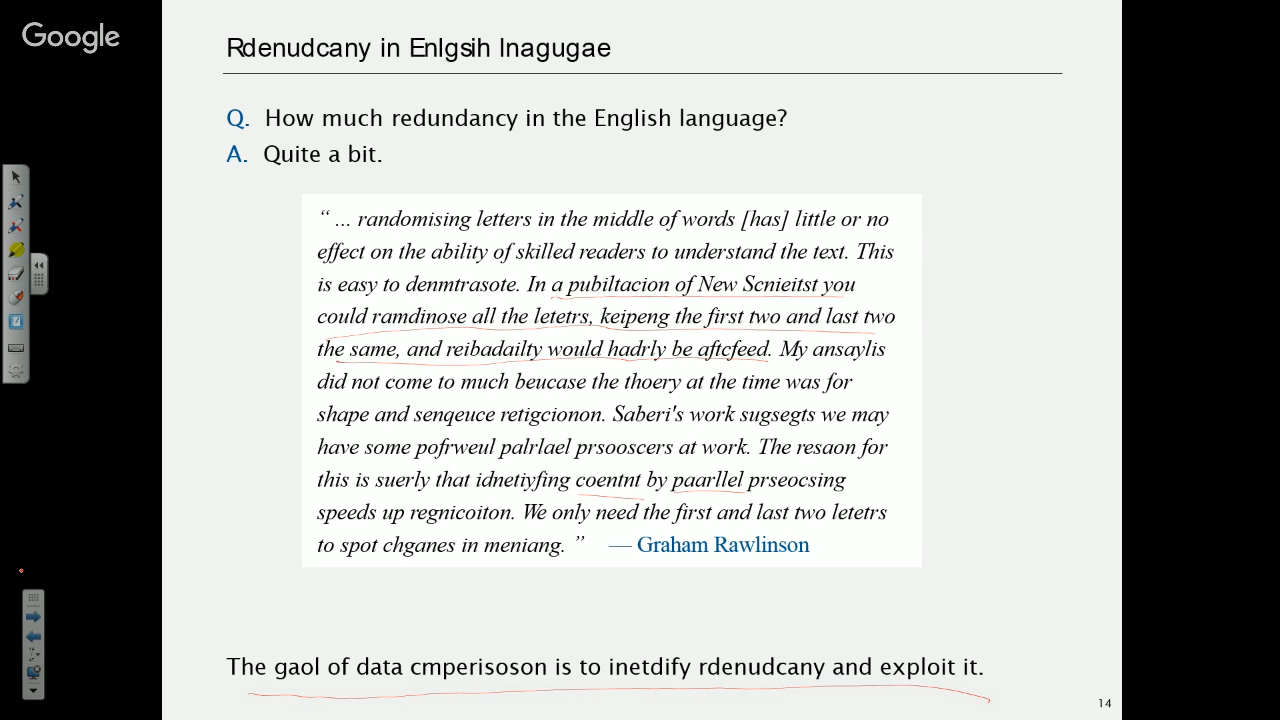 Google
Rdenudcany in Enlgsih lnagugae
Q. How much redundancy in the English language?
A. Quite a bit.
“ ... randomising letters in the middle of words [has] little or no
effect on the ability of skilled readers to understand the text. This
is easy to denmtrasote. In a pubiltacion of New Scnieitst you
could ramdinose all the letetrs, keipeng the first two and last two
the same, and reibadailty would hadrly be aftcfeed. My ansaylis
did not come to much beucase the thoery at the time was for
shape and senqeuce retigcionon. Saberi's work sugsegts we may
have some pofrweul palrlael prsooscers at work. The resaon for
this is suerly that idnetiyfing coentnt by paarllel prseocsing
speeds up regnicoiton. We only need the first and last two letetrs
to spot chganes in meniang. ” — Graham Rawlinson
The gaol of data cmperisoson is to inetdify rdenudcany and exploit it.
14